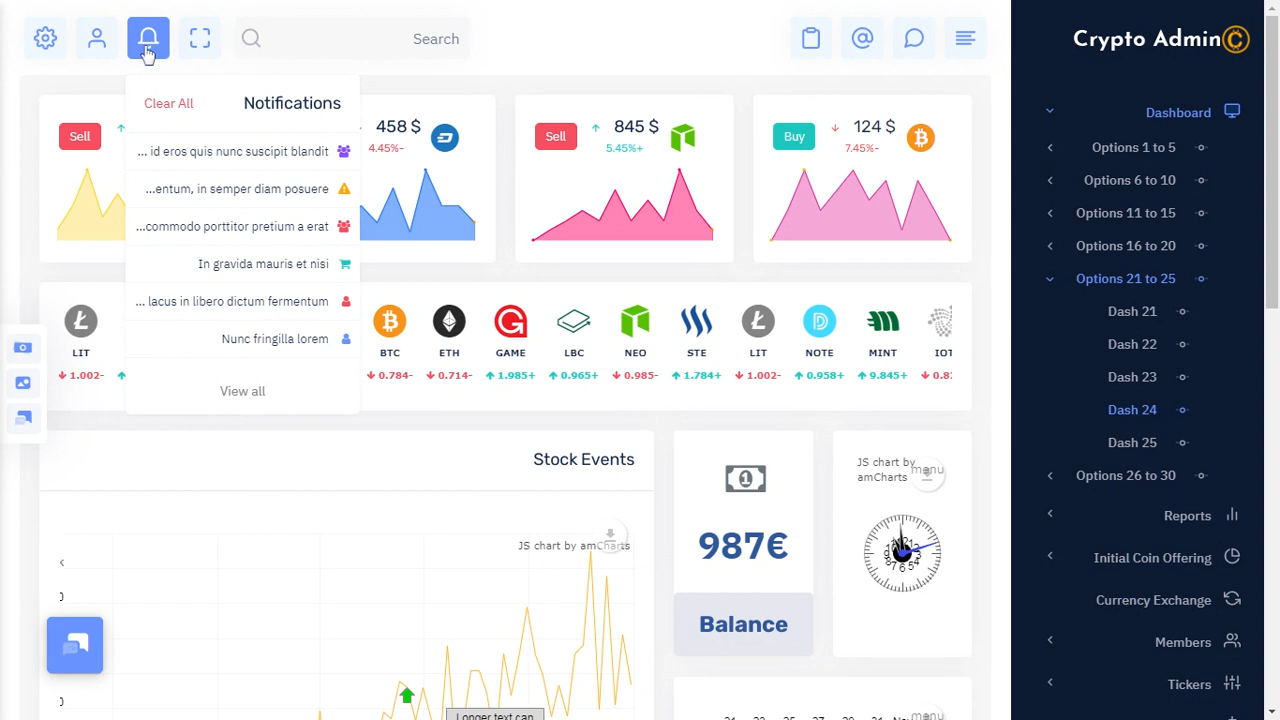 Search
Crypto Admin
Clear All
Notifications
... id eros quis nunc suscipit blandit
...entum, in semper diam posuere
...commodo porttitor pretium a erat
In gravida mauris et nisi
... lacus in libero dictum fermentum
Nunc fringilla lorem
View all
Sell
458 $
4.45%-
Sell
845 $
5.45%+
Buy
124 $
7.45%-
LIT
1.002-
BTC
0.784-
ETH
0.714-
GAME
1.985+
LBC
0.965+
NEO
0.985-
STE
1.784+
LIT
1.002-
NOTE
0.958+
MINT
9.845+
Stock Events
JS chart by amCharts
Longer text can
987€
Balance
JS chart by
amCharts
menu
Dashboard
Options 1 to 5
Options 6 to 10
Options 11 to 15
Options 16 to 20
Options 21 to 25
Dash 21
Dash 22
Dash 23
Dash 24
Dash 25
Options 26 to 30
Reports
Initial Coin Offering
Currency Exchange
Members
Tickers